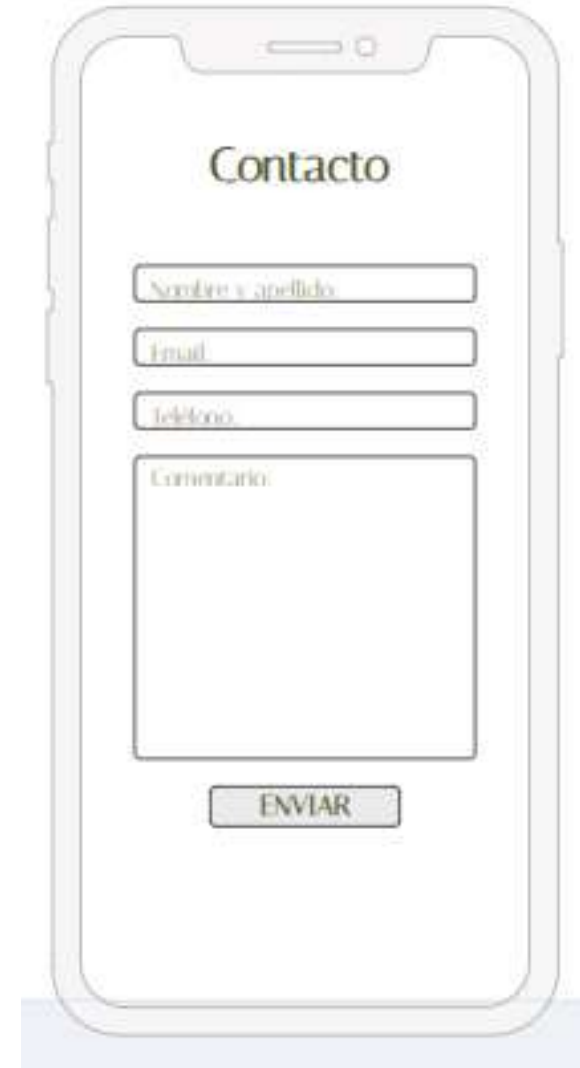 Contacto
Nombre y apellido:
Email:
Teléfono:
Comentario:
ENVIAR